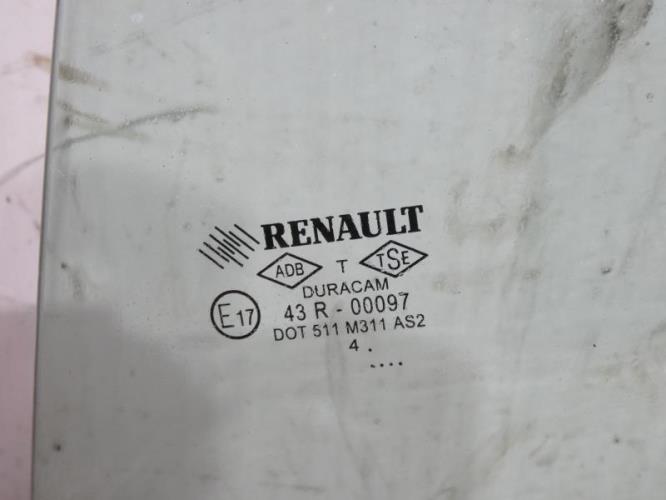 RENAULT
ADB T TSE
DURACAM
E17 43 R - 00097
DOT 511 M311 AS2
4 .
....